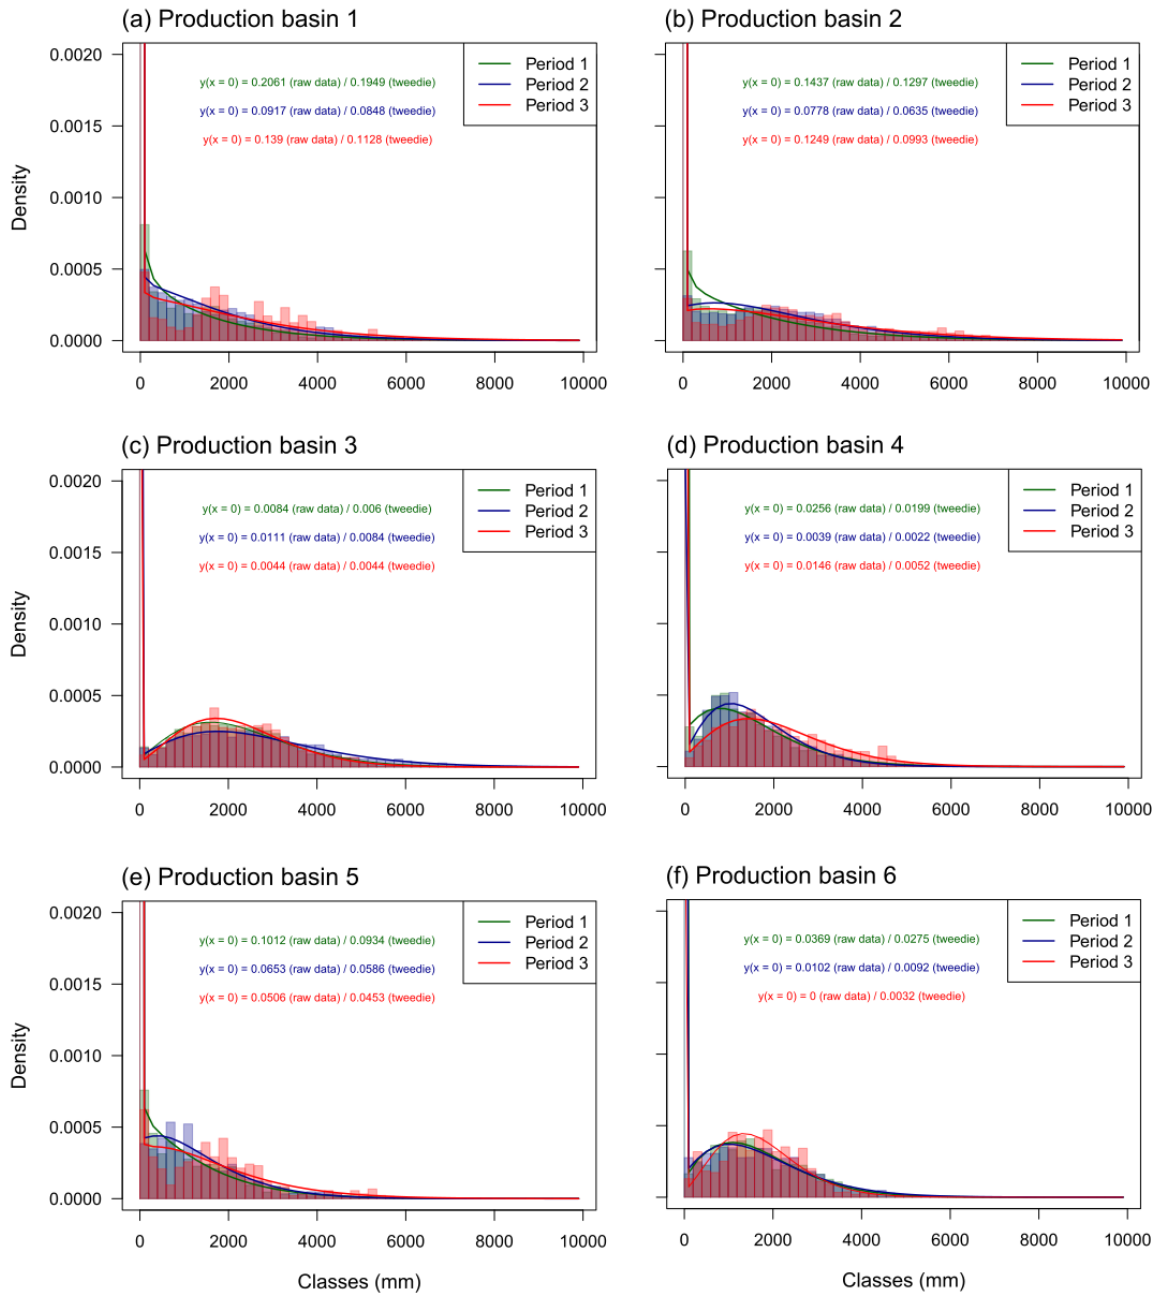 (a) Production basin 1
(b) Production basin 2
0.0020
0.0015
0.0010
0.0005
0.0000
Density
y(x = 0) = 0.2061 (raw data) / 0.1949 (tweedie)
y(x = 0) = 0.0917 (raw data) / 0.0848 (tweedie)
y(x = 0) = 0.139 (raw data) / 0.1128 (tweedie)
Period 1
Period 2
Period 3
0 2000 4000 6000 8000 10000
0.0020
0.0015
0.0010
0.0005
0.0000
y(x = 0) = 0.1437 (raw data) / 0.1297 (tweedie)
y(x = 0) = 0.0778 (raw data) / 0.0635 (tweedie)
y(x = 0) = 0.1249 (raw data) / 0.0993 (tweedie)
Period 1
Period 2
Period 3
0 2000 4000 6000 8000 10000
(c) Production basin 3
(d) Production basin 4
0.0020
0.0015
0.0010
0.0005
0.0000
Density
y(x = 0) = 0.0084 (raw data) / 0.006 (tweedie)
y(x = 0) = 0.0111 (raw data) / 0.0084 (tweedie)
y(x = 0) = 0.0044 (raw data) / 0.0044 (tweedie)
Period 1
Period 2
Period 3
0 2000 4000 6000 8000 10000
y(x = 0) = 0.0256 (raw data) / 0.0199 (tweedie)
y(x = 0) = 0.0039 (raw data) / 0.0022 (tweedie)
y(x = 0) = 0.0146 (raw data) / 0.0052 (tweedie)
Period 1
Period 2
Period 3
0 2000 4000 6000 8000 10000
(e) Production basin 5
(f) Production basin 6
0.0020
0.0015
0.0010
0.0005
0.0000
Density
y(x = 0) = 0.1012 (raw data) / 0.0934 (tweedie)
y(x = 0) = 0.0653 (raw data) / 0.0586 (tweedie)
y(x = 0) = 0.0506 (raw data) / 0.0453 (tweedie)
Period 1
Period 2
Period 3
0 2000 4000 6000 8000 10000
Classes (mm)
y(x = 0) = 0.0369 (raw data) / 0.0275 (tweedie)
y(x = 0) = 0.0102 (raw data) / 0.0092 (tweedie)
y(x = 0) = 0 (raw data) / 0.0032 (tweedie)
Period 1
Period 2
Period 3
0 2000 4000 6000 8000 10000
Classes (mm)